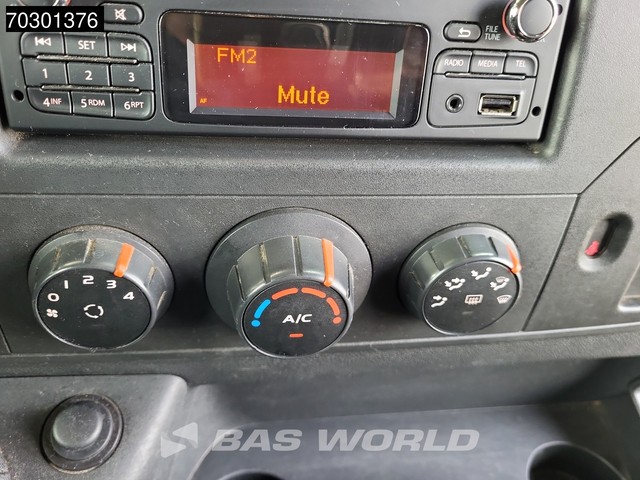 70301376
FILE
TUNE
SET
RADIO MEDIA TEL
FM2
1 2 3
AF
Mute
4INF 5RDM 6RPT
0 1 2 3 4
A/C
BAS WORLD